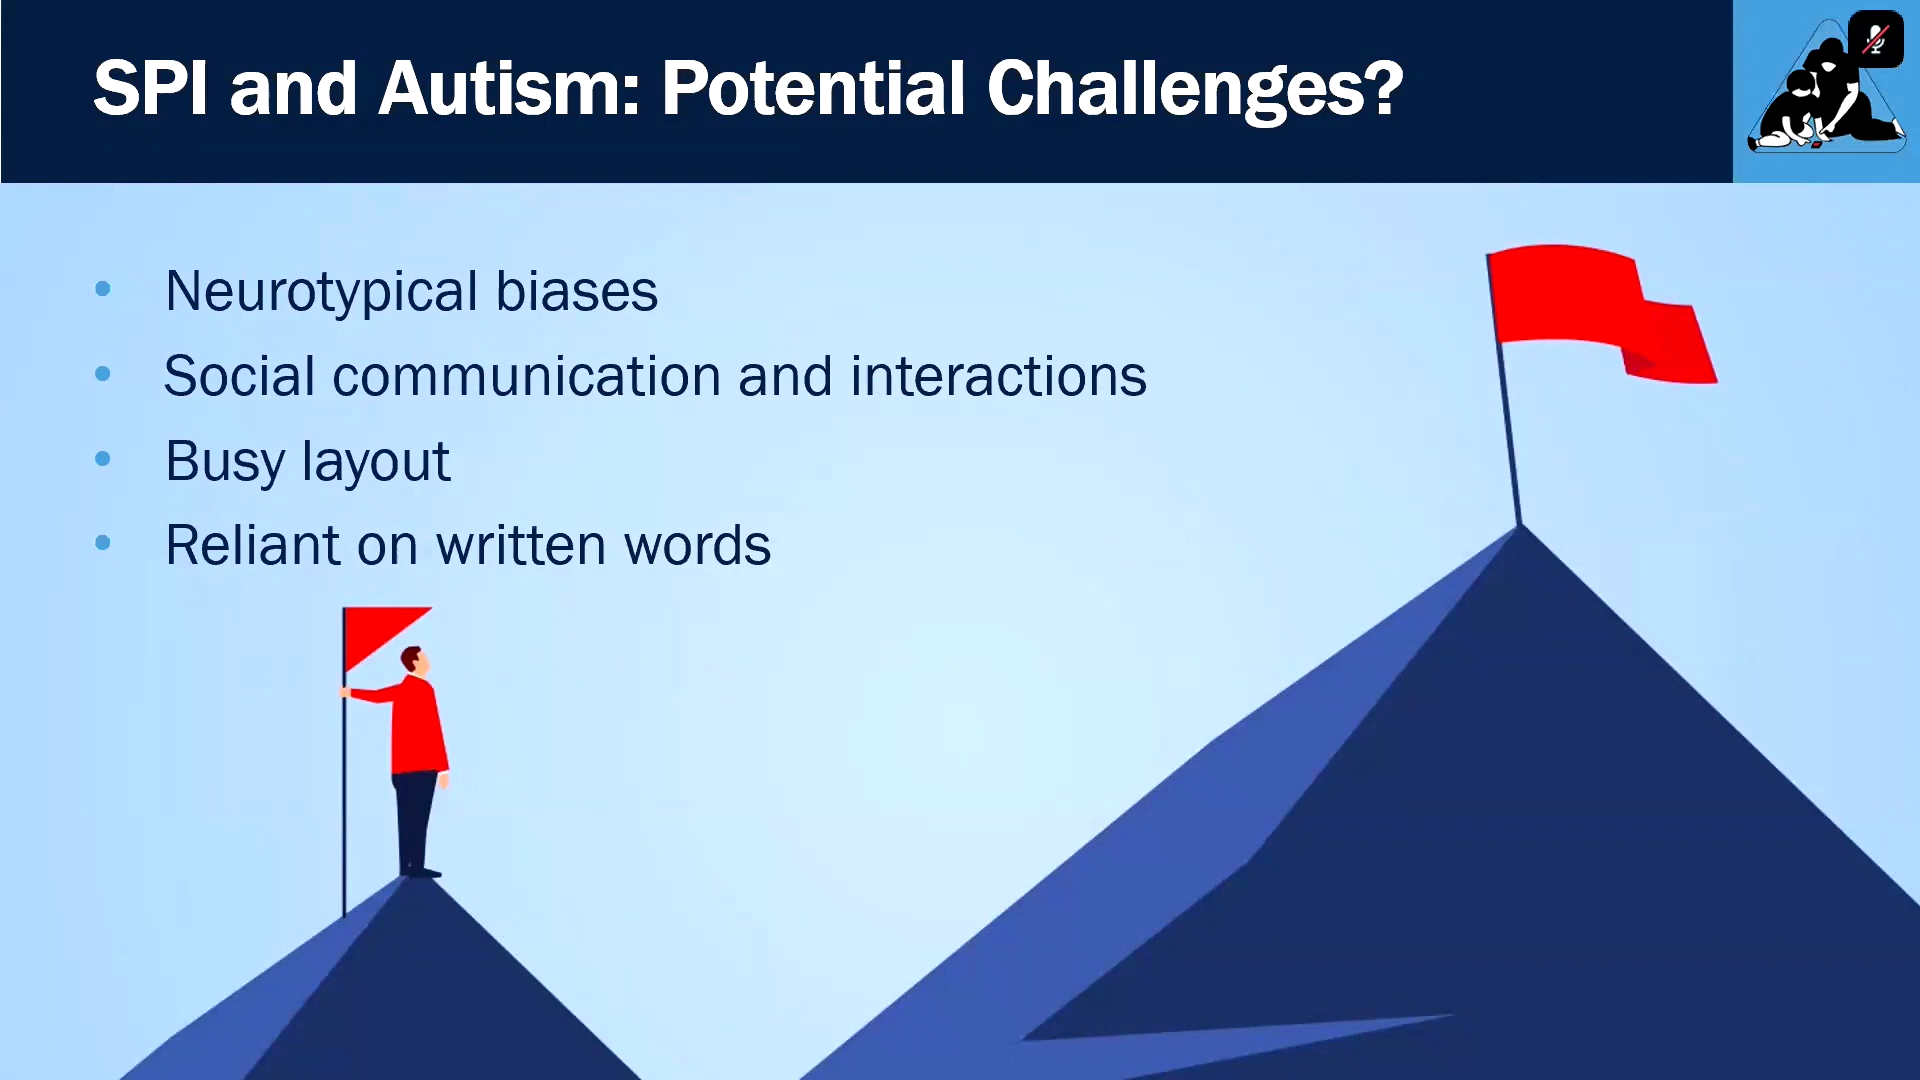 SPI and Autism: Potential Challenges?
• Neurotypical biases
• Social communication and interactions
• Busy layout
• Reliant on written words